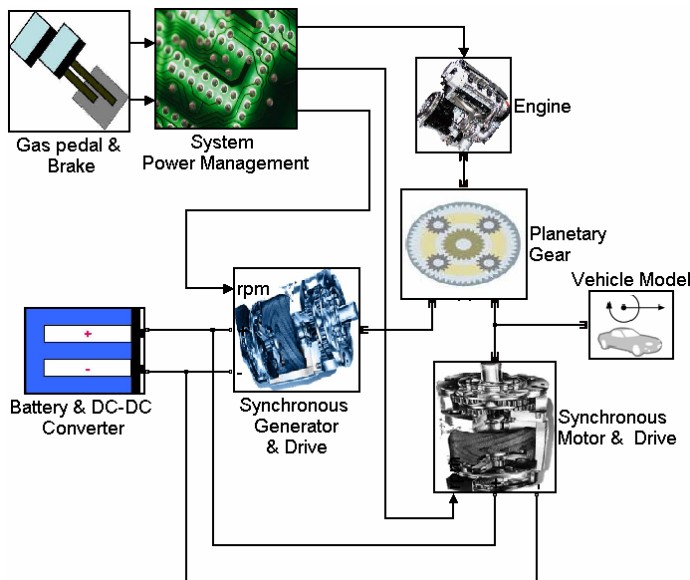 Gas pedal &
Brake
System
Power Management
Engine
Planetary
Gear
Vehicle Model
rpm
+
-
-
Battery & DC-DC
Converter
Synchronous
Generator
& Drive
Synchronous
Motor & Drive